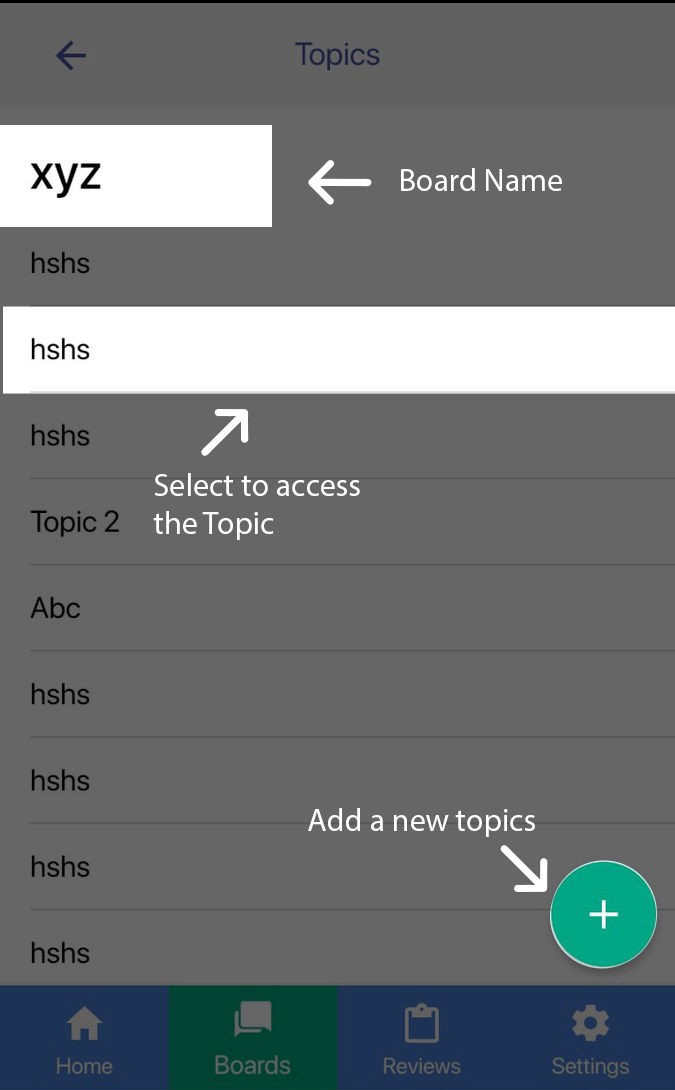 Topics
xyz
Board Name
hshs
hshs
hshs
Select to access
the Topic
Topic 2
Abc
hshs
hshs
Add a new topics
hshs
hshs
Home
Boards
Reviews
Settings